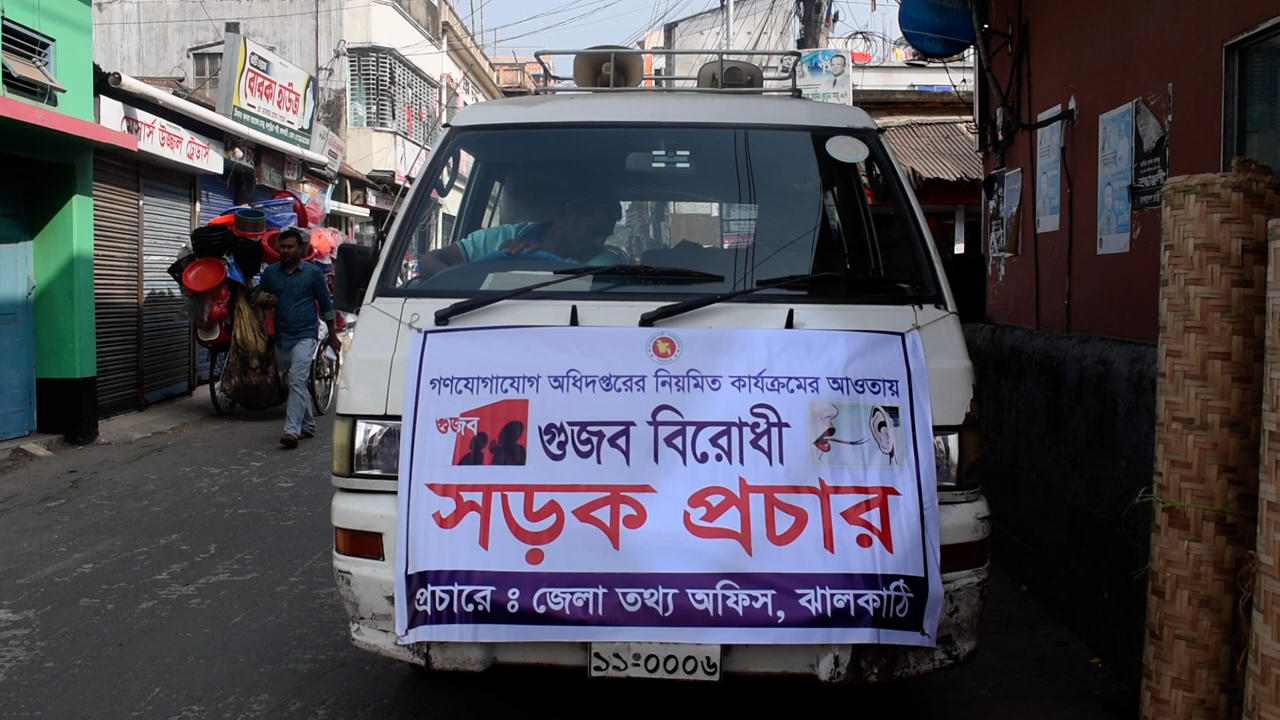 বোরকা হাউজ
মেসার্স উজ্জল ট্রেডার্স
গণযোগাযোগ অধিদপ্তরের নিয়মিত কার্যক্রমের আওতায়
গুজব
গুজব বিরোধী
সড়ক প্রচার
প্রচারে ঃ জেলা তথ্য অফিস, ঝালকাঠি
১১-০০০৬